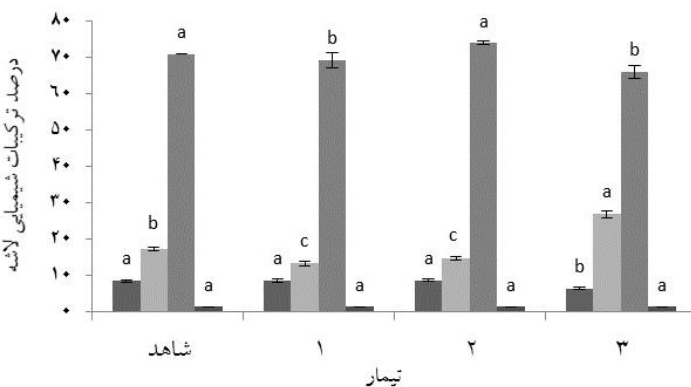 درصد ترکیبات شیمیایی لاشه
۸۰
۷۰
۶۰
۵۰
۴۰
۳۰
۲۰
۱۰
۰
a b a a
a c b a
a c a a
b a b a
شاهد ۱ ۲ ۳
تیمار